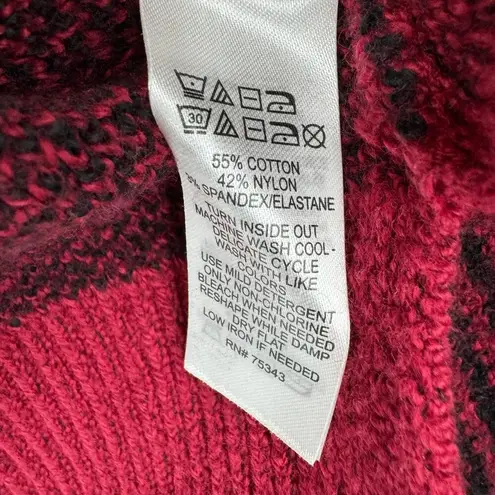 30
55% COTTON
42% NYLON
3% SPANDEX/ELASTANE
TURN INSIDE OUT
MACHINE WASH COOL-
DELICATE CYCLE
WASH WITH LIKE
COLORS
USE MILD DETERGENT
ONLY NON-CHLORINE
BLEACH WHEN NEEDED
RESHAPE WHILE DAMP
DRY FLAT
LOW IRON IF NEEDED
RN# 75343